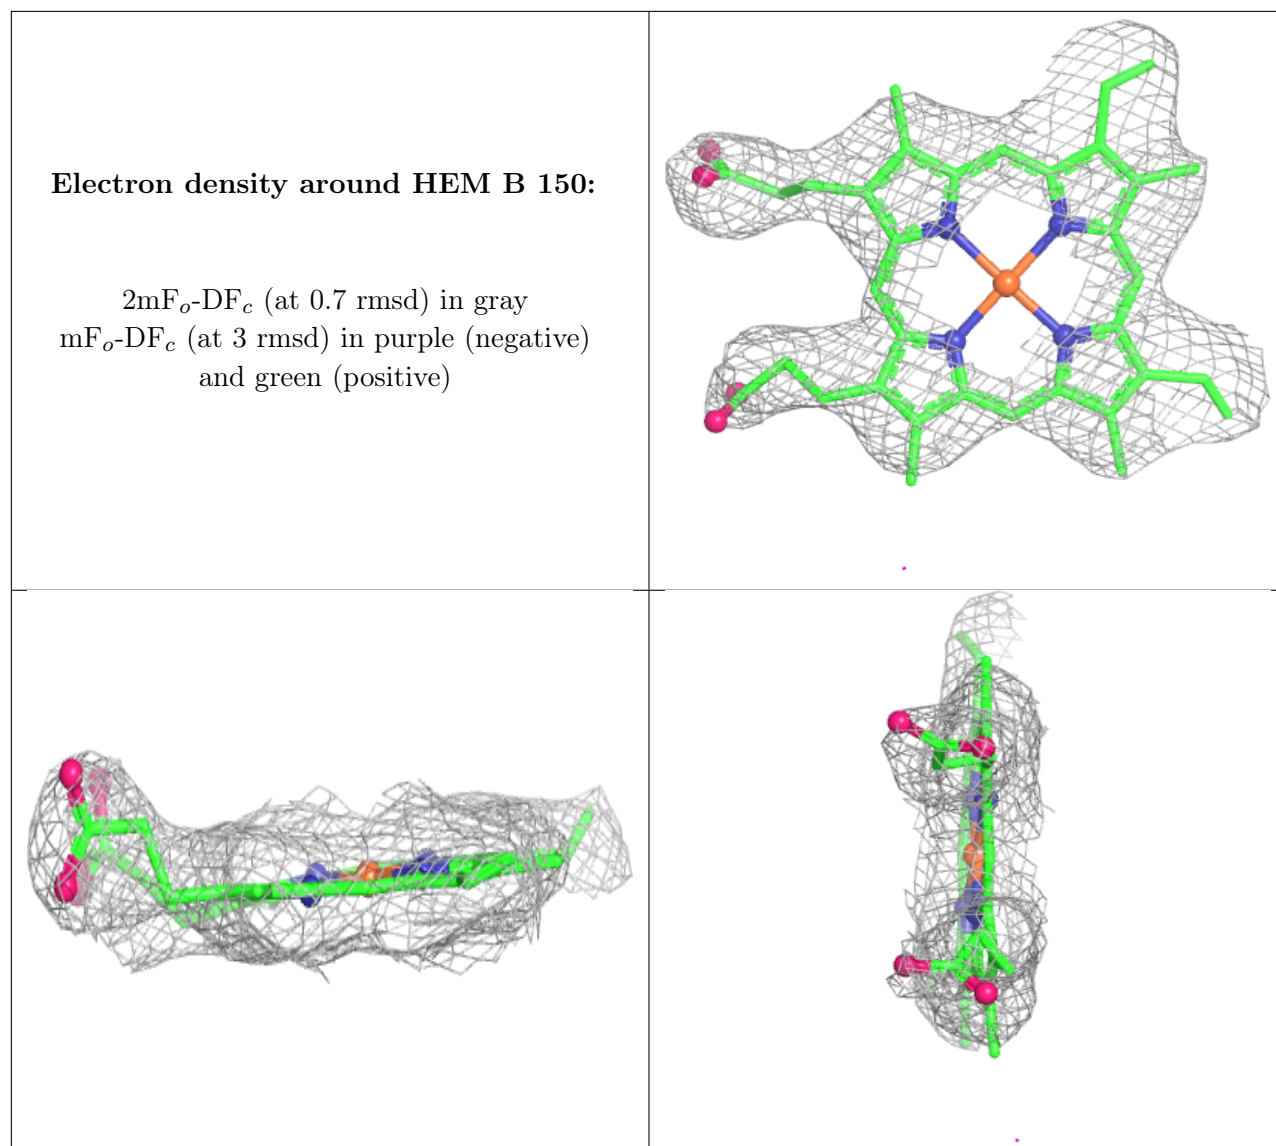 Electron density around HEM B 150:
2mFo-DFc (at 0.7 rmsd) in gray
mFo-DFc (at 3 rmsd) in purple (negative)
and green (positive)